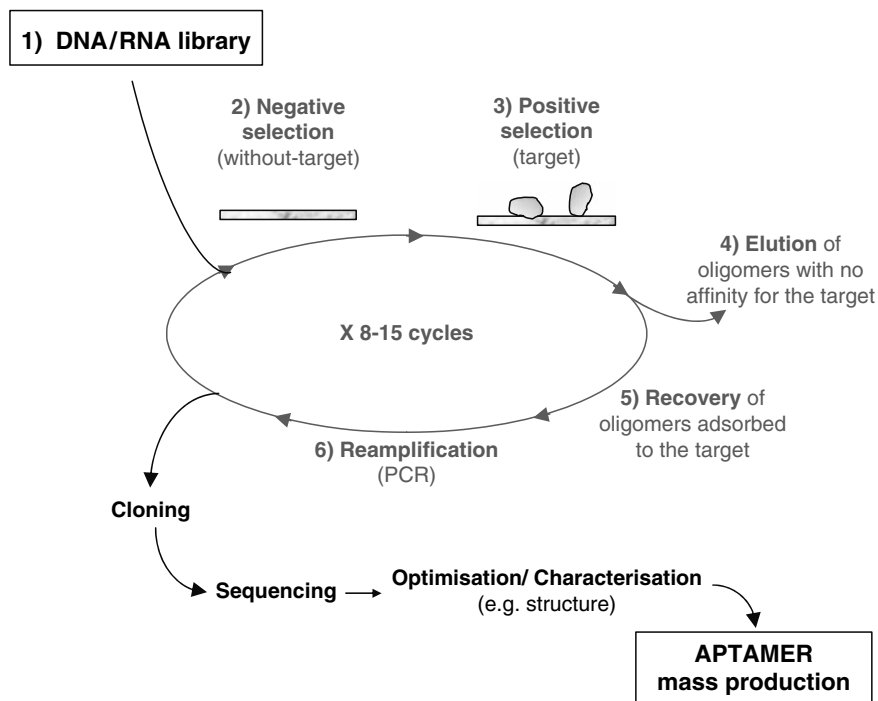 1) DNA/RNA library
2) Negative
selection
(without-target)
3) Positive
selection
(target)
4) Elution of
oligomers with no
affinity for the target
X 8-15 cycles
5) Recovery of
oligomers adsorbed
to the target
6) Reamplification
(PCR)
Cloning
Sequencing
Optimisation/ Characterisation
(e.g. structure)
APTAMER
mass production